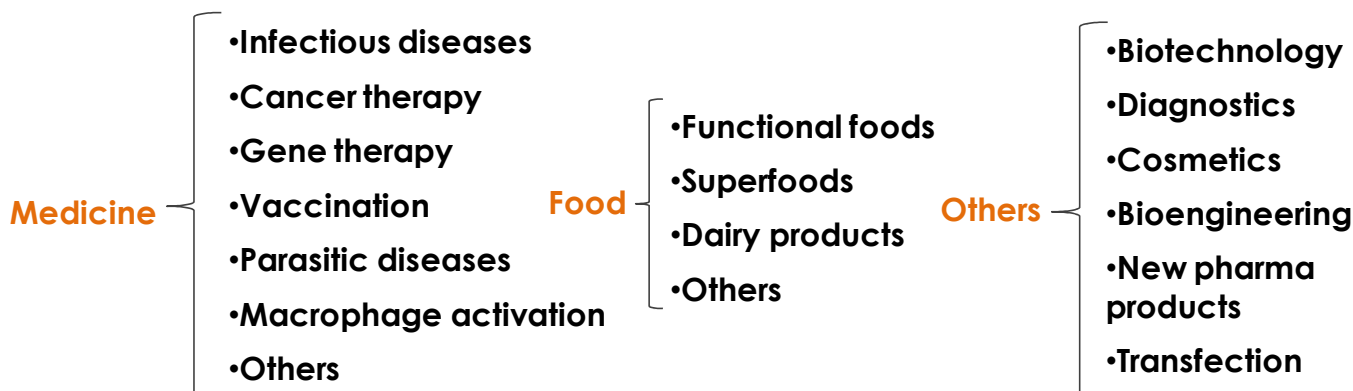 Medicine
•Infectious diseases
•Cancer therapy
•Gene therapy
•Vaccination
•Parasitic diseases
•Macrophage activation
•Others
Food
•Functional foods
•Superfoods
•Dairy products
•Others
Others
•Biotechnology
•Diagnostics
•Cosmetics
•Bioengineering
•New pharma
products
•Transfection